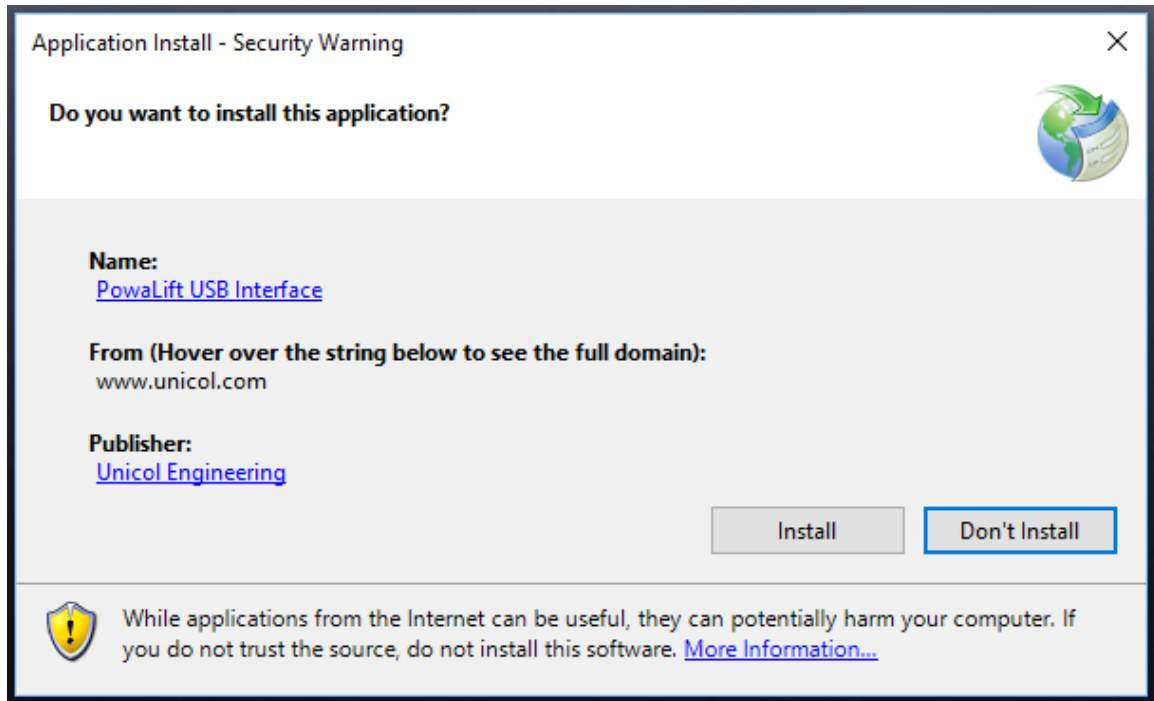 Application Install - Security Warning
Do you want to install this application?
Name:
PowaLift USB Interface
From (Hover over the string below to see the full domain):
www.unicol.com
Publisher:
Unicol Engineering
Install
Don't Install
While applications from the Internet can be useful, they can potentially harm your computer. If
you do not trust the source, do not install this software. More Information...